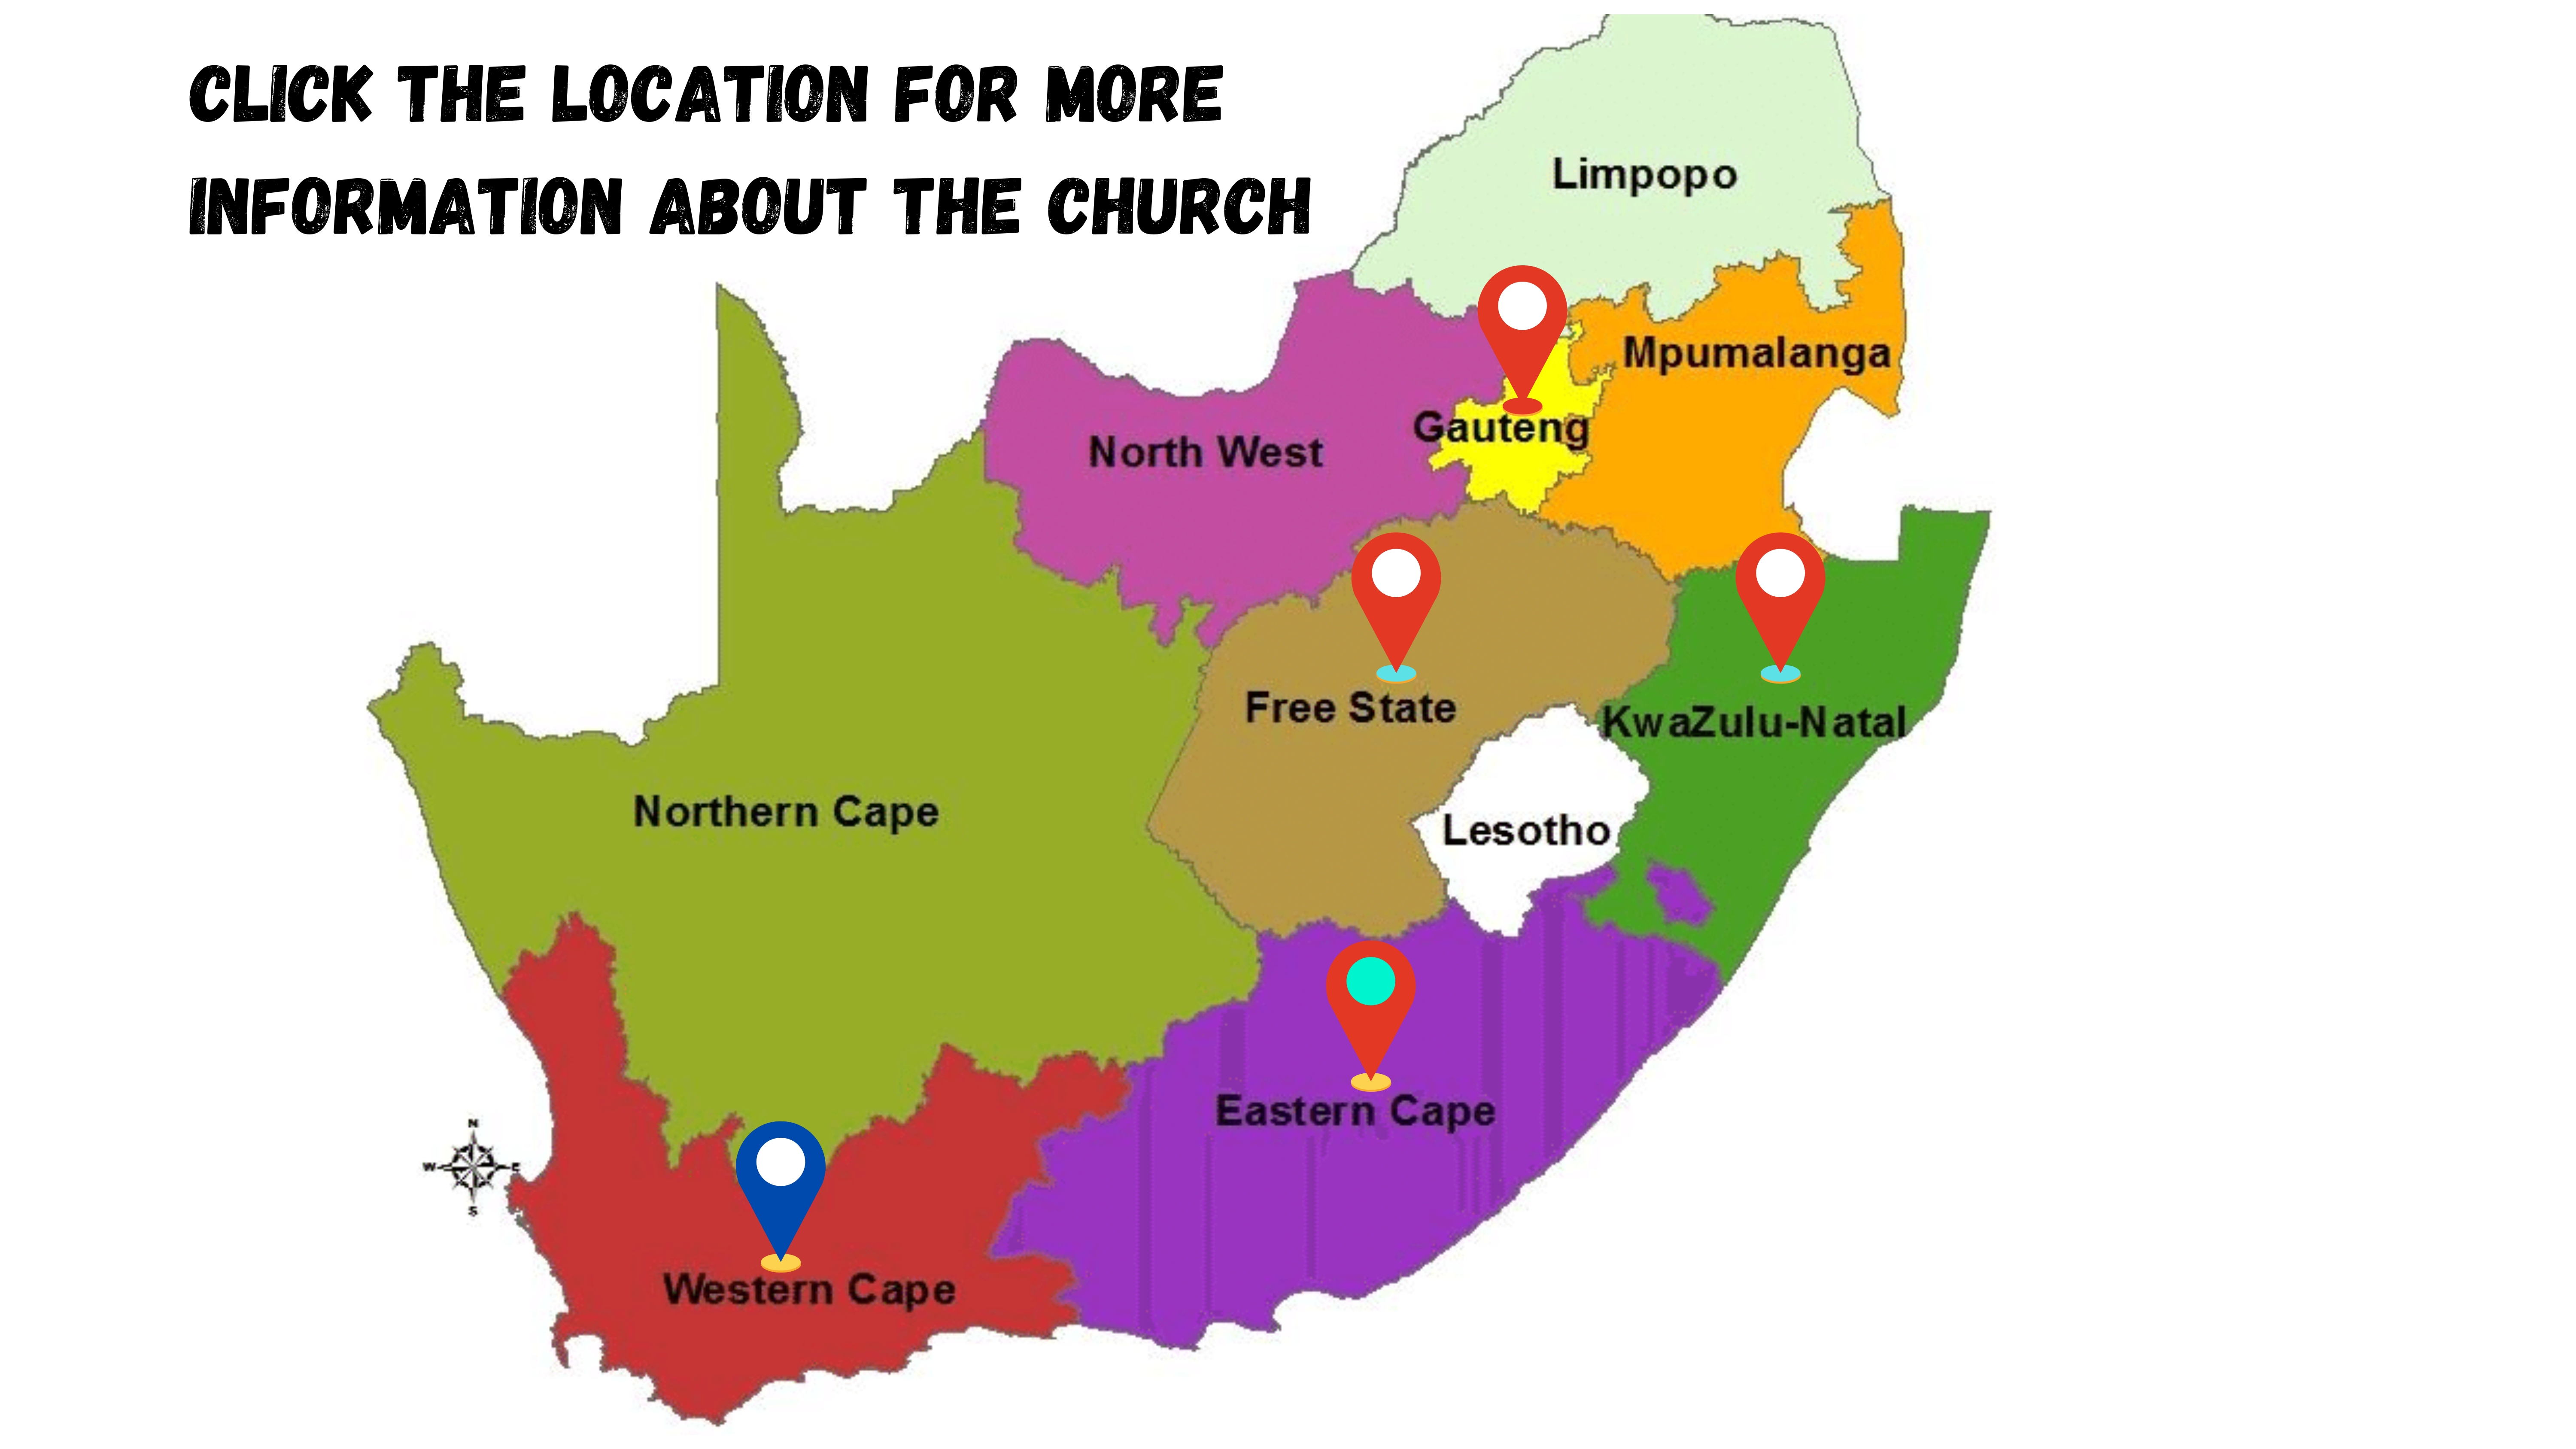 CLICK THE LOCATION FOR MORE
INFORMATION ABOUT THE CHURCH
Limpopo
Mpumalanga
Gauteng
North West
Free State
KwaZulu-Natal
Northern Cape
Lesotho
Eastern Cape
N
W
E
S
Western Cape